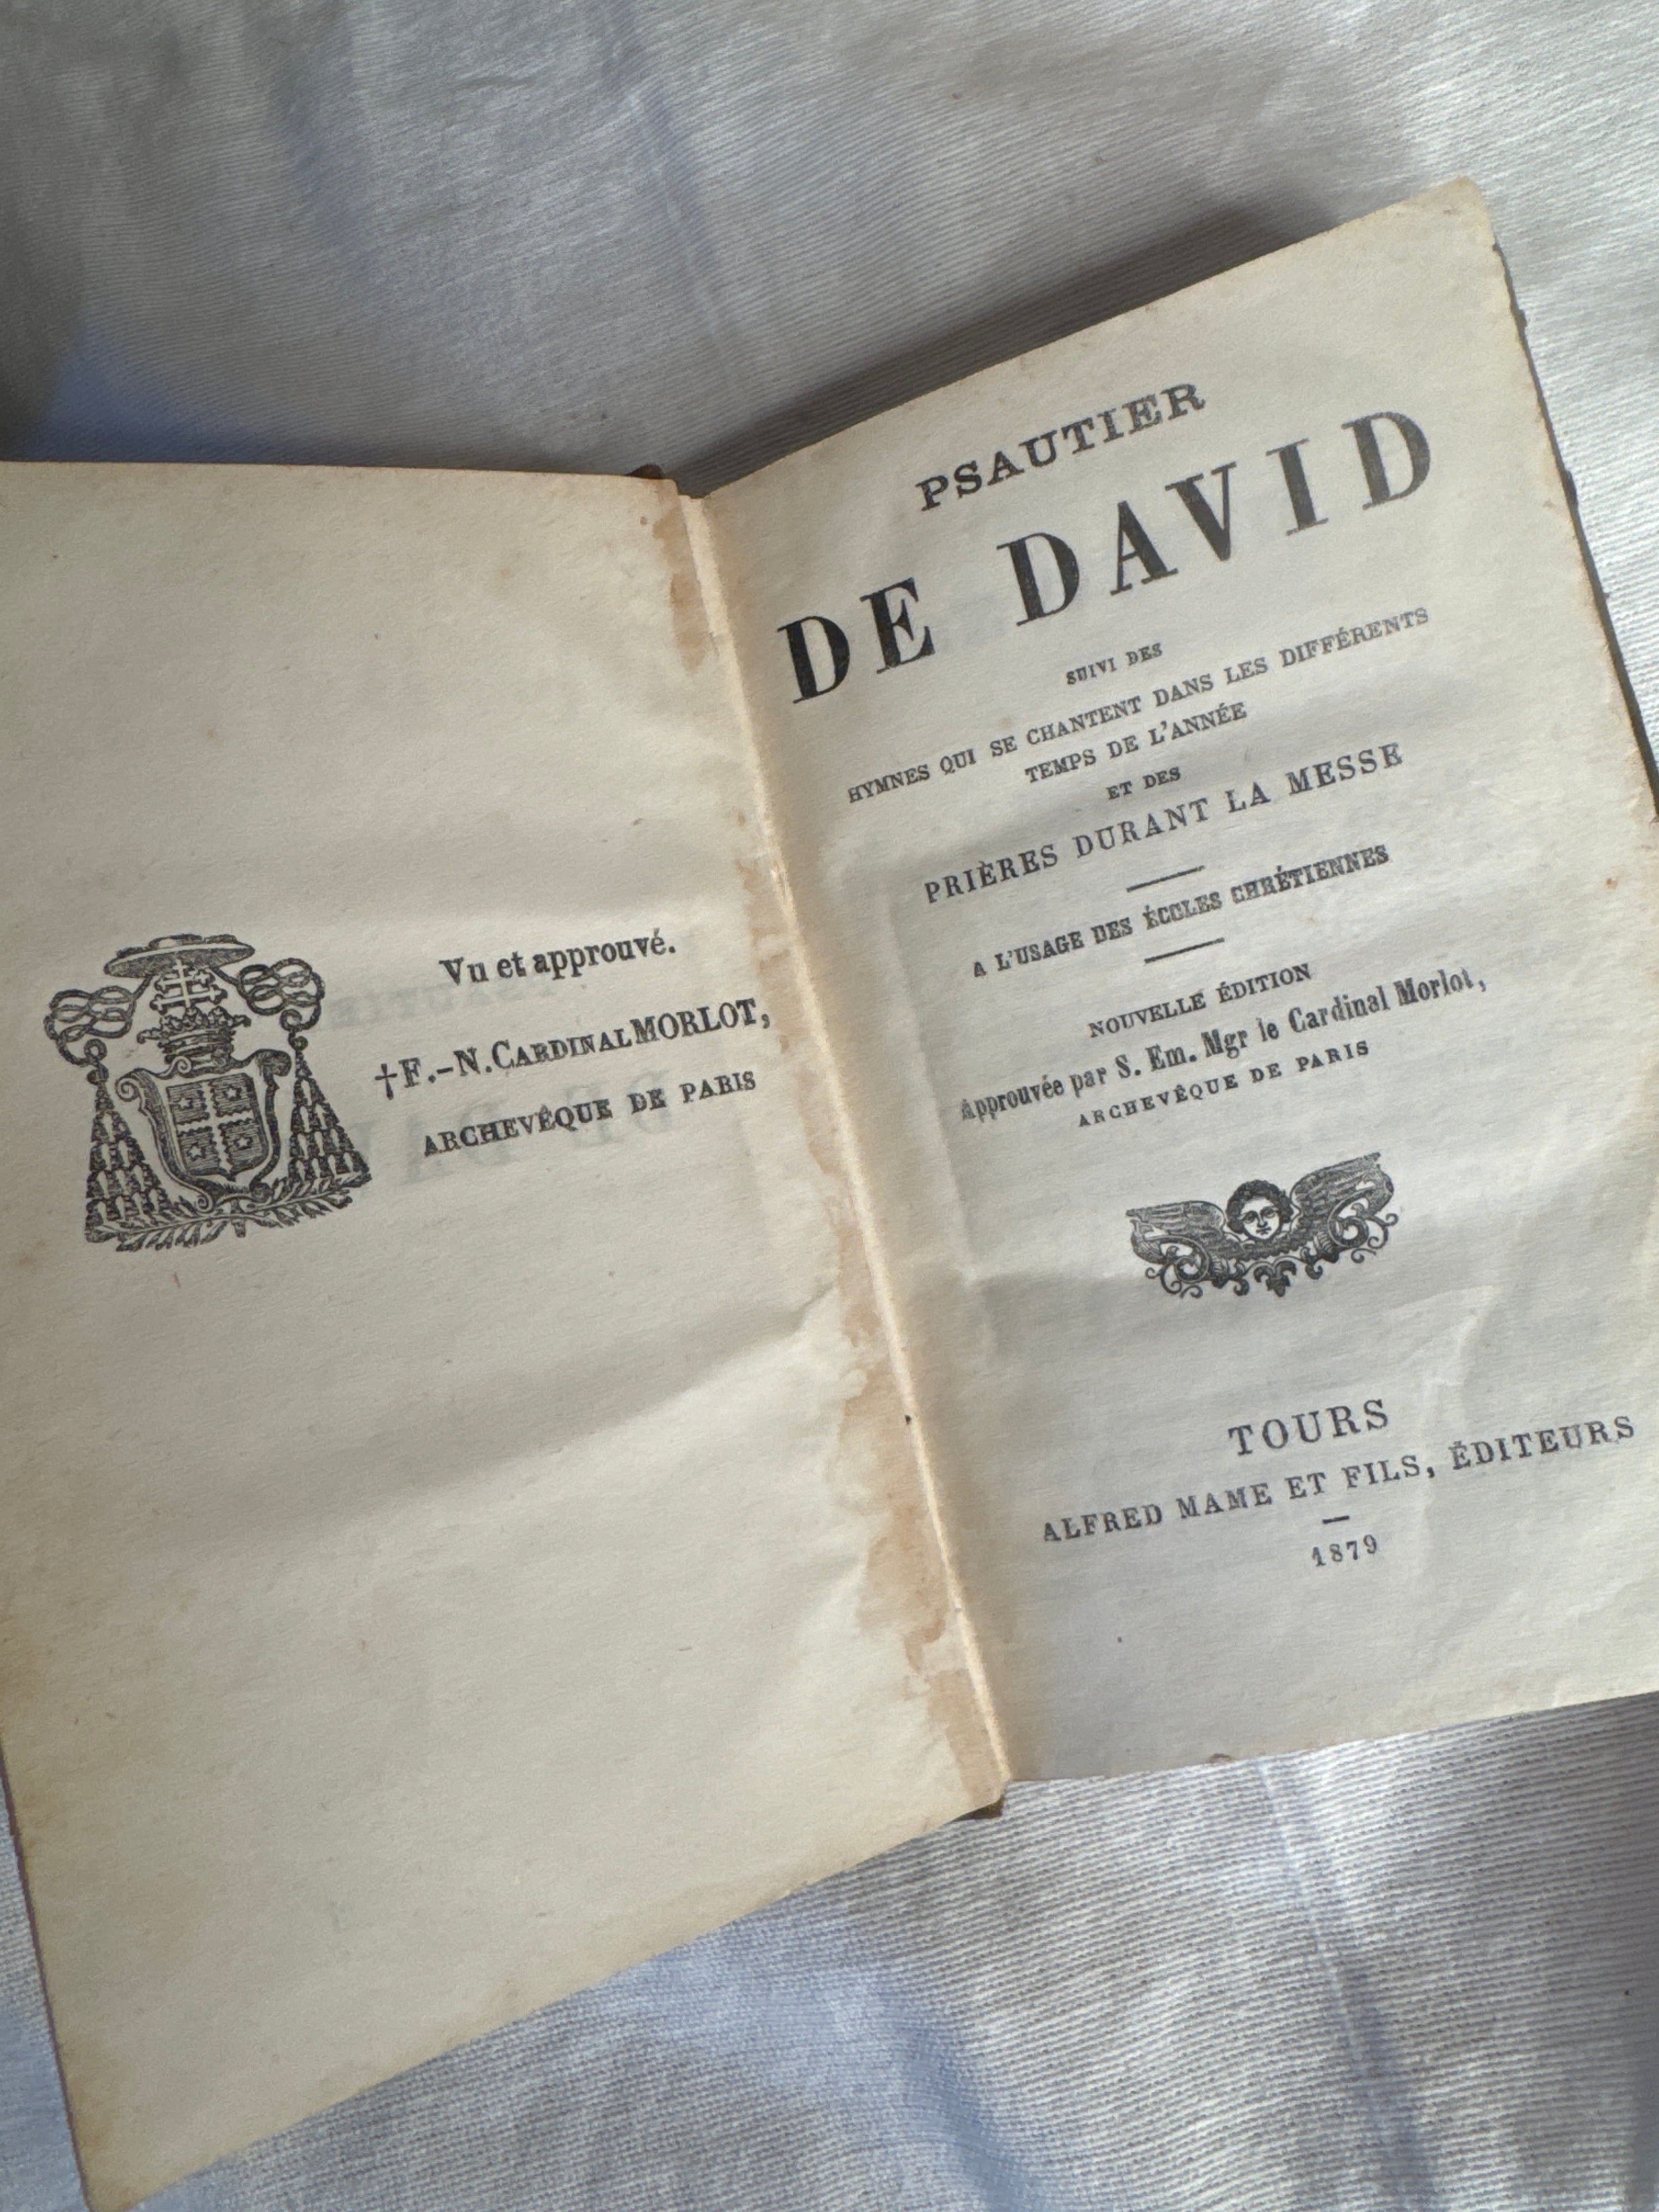 Vu et approuvé.
†F.-N. CARDINAL MORLOT,
ARCHEVÊQUE DE PARIS
PSAUTIER
DE DAVID
SUIVI DES
HYMNES QUI SE CHANTENT DANS LES DIFFÉRENTS
TEMPS DE L'ANNÉE
ET DES
PRIÈRES DURANT LA MESSE
A L'USAGE DES ÉCOLES CHRÉTIENNES
NOUVELLE ÉDITION
Approuvée par S. Em. Mgr le Cardinal Morlot,
ARCHEVÊQUE DE PARIS
TOURS
ALFRED MAME ET FILS, ÉDITEURS
1879